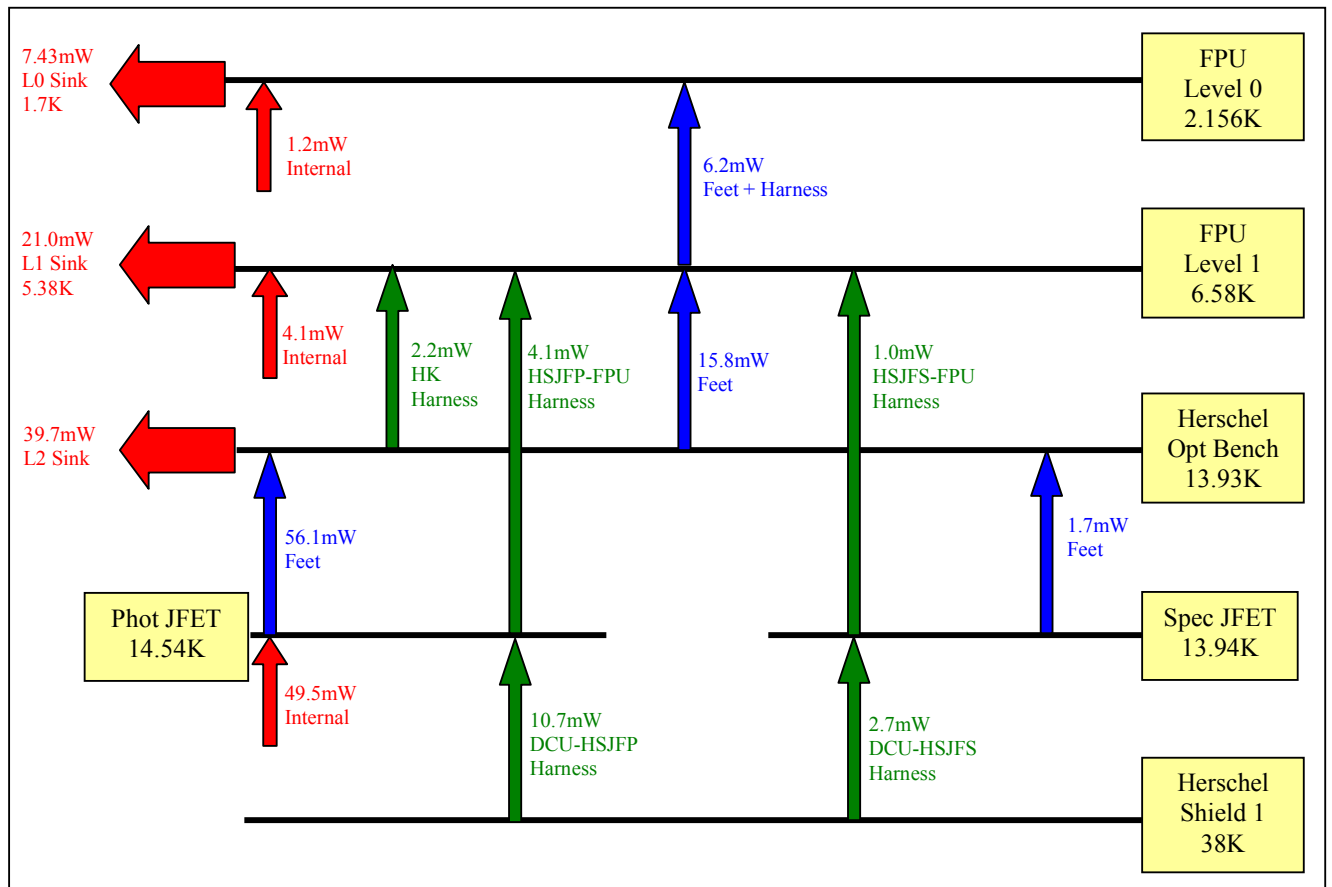 7.43mW
L0 Sink
1.7K
1.2mW
Internal
6.2mW
Feet + Harness
FPU
Level 0
2.156K
21.0mW
L1 Sink
5.38K
4.1mW
Internal
2.2mW
HK
Harness
4.1mW
HSJFP-FPU
Harness
15.8mW
Feet
1.0mW
HSJFS-FPU
Harness
FPU
Level 1
6.58K
39.7mW
L2 Sink
56.1mW
Feet
1.7mW
Feet
Herschel
Opt Bench
13.93K
Phot JFET
14.54K
Spec JFET
13.94K
49.5mW
Internal
10.7mW
DCU-HSJFP
Harness
2.7mW
DCU-HSJFS
Harness
Herschel
Shield 1
38K